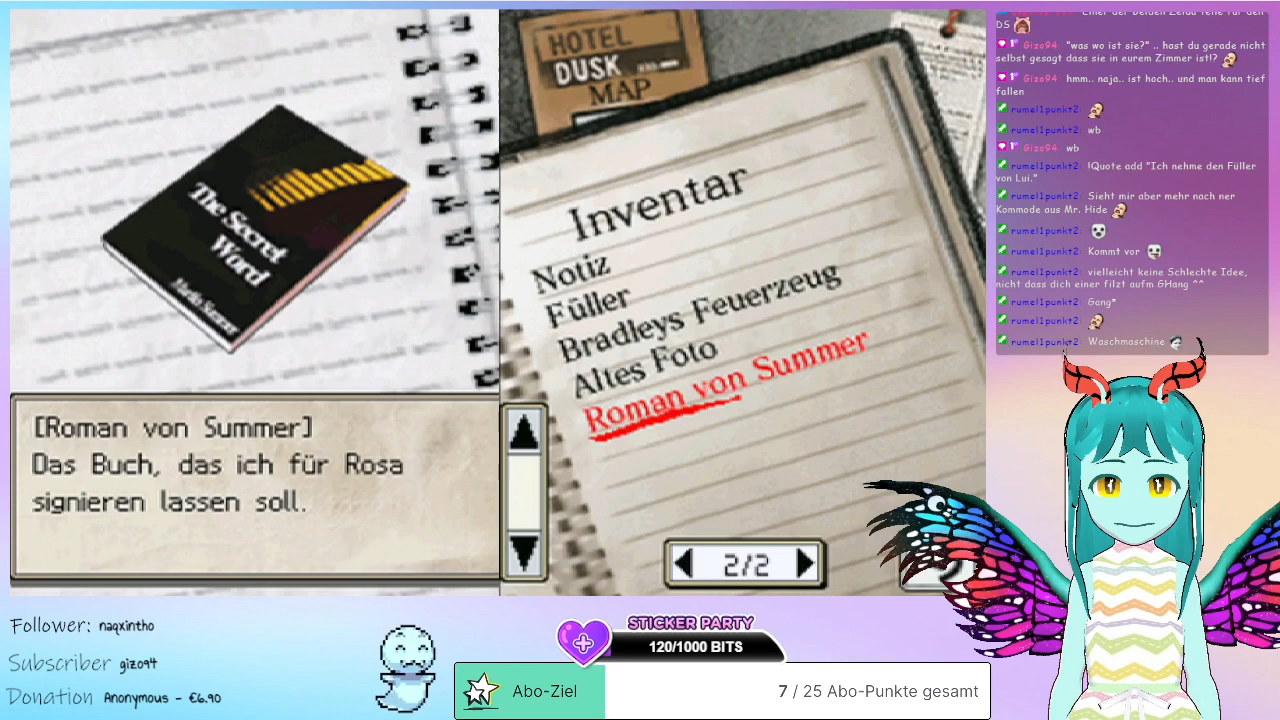 The Secret
Word
[Roman von Summer]
Das Buch, das ich für Rosa
signieren lassen soll.
HOTEL
DUSK
MAP
Inventar
Notiz
Füller
Bradleys Feuerzeug
Altes Foto
Roman von Summer
2/2
DS
Gizo94: "was wo ist sie?" .. hast du gerade nicht
selbst gesagt dass sie in eurem Zimmer ist!?
Gizo94: hmm.. naja.. ist hoch.. und man kann tief
fallen
rumel1punkt2:
rumel1punkt2: wb
Gizo94: wb
rumel1punkt2: !Quote add "Ich nehme den Füller
von Lui."
rumel1punkt2: Sieht mir aber mehr nach ner
Kommode aus Mr. Hide
rumel1punkt2:
rumel1punkt2: Kommt vor
rumel1punkt2: vielleicht keine Schlechte Idee,
nicht dass dich einer filzt aufm GHang ^^
rumel1punkt2: Gang*
rumel1punkt2:
rumel1punkt2: Waschmaschine
Follower: naqxintho
Subscriber gizo94
Donation Anonymous - €6.90
STICKER PARTY
120/1000 BITS
7 Abo-Ziel 7 / 25 Abo-Punkte gesamt